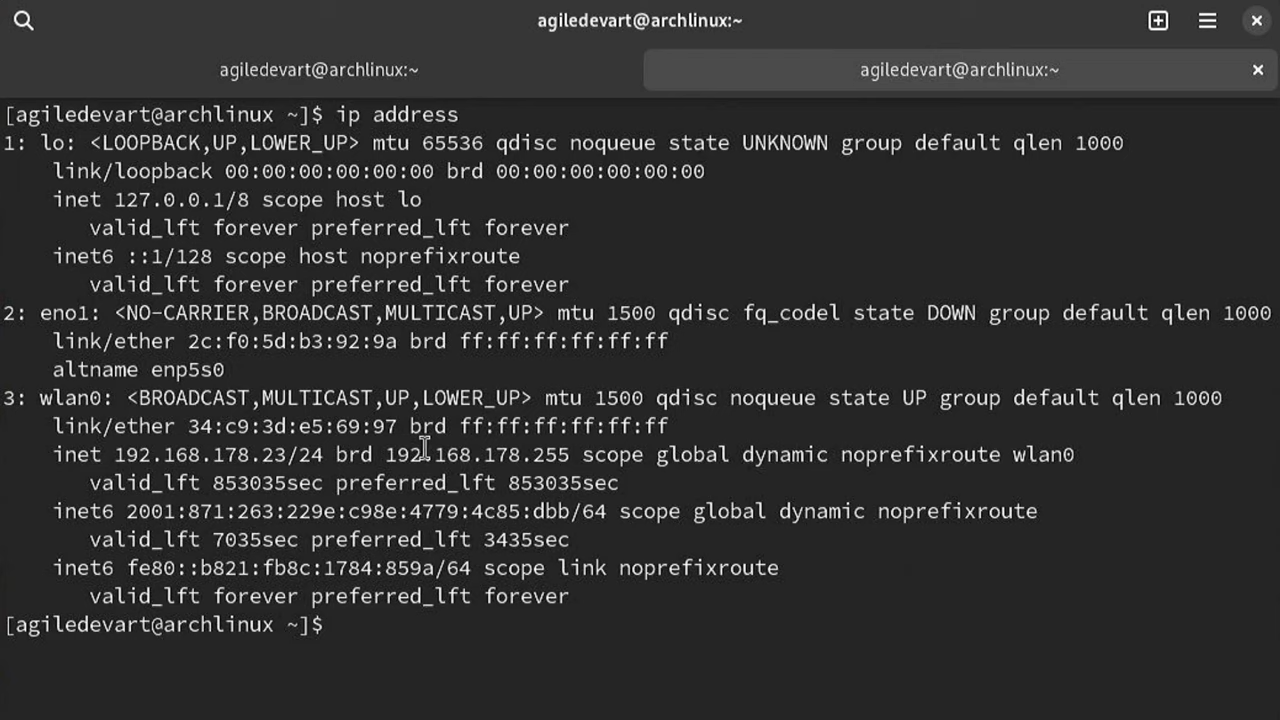 agiledevart@archlinux:~
agiledevart@archlinux:~
agiledevart@archlinux:~
[agiledevart@archlinux ~]$ ip address
1: lo: <LOOPBACK,UP,LOWER_UP> mtu 65536 qdisc noqueue state UNKNOWN group default qlen 1000
    link/loopback 00:00:00:00:00:00 brd 00:00:00:00:00:00
    inet 127.0.0.1/8 scope host lo
       valid_lft forever preferred_lft forever
    inet6 ::1/128 scope host noprefixroute
       valid_lft forever preferred_lft forever
2: eno1: <NO-CARRIER,BROADCAST,MULTICAST,UP> mtu 1500 qdisc fq_codel state DOWN group default qlen 1000
    link/ether 2c:f0:5d:b3:92:9a brd ff:ff:ff:ff:ff:ff
    altname enp5s0
3: wlan0: <BROADCAST,MULTICAST,UP,LOWER_UP> mtu 1500 qdisc noqueue state UP group default qlen 1000
    link/ether 34:c9:3d:e5:69:97 brd ff:ff:ff:ff:ff:ff
    inet 192.168.178.23/24 brd 192.168.178.255 scope global dynamic noprefixroute wlan0
       valid_lft 853035sec preferred_lft 853035sec
    inet6 2001:871:263:229e:c98e:4779:4c85:dbb/64 scope global dynamic noprefixroute
       valid_lft 7035sec preferred_lft 3435sec
    inet6 fe80::b821:fb8c:1784:859a/64 scope link noprefixroute
       valid_lft forever preferred_lft forever
[agiledevart@archlinux ~]$